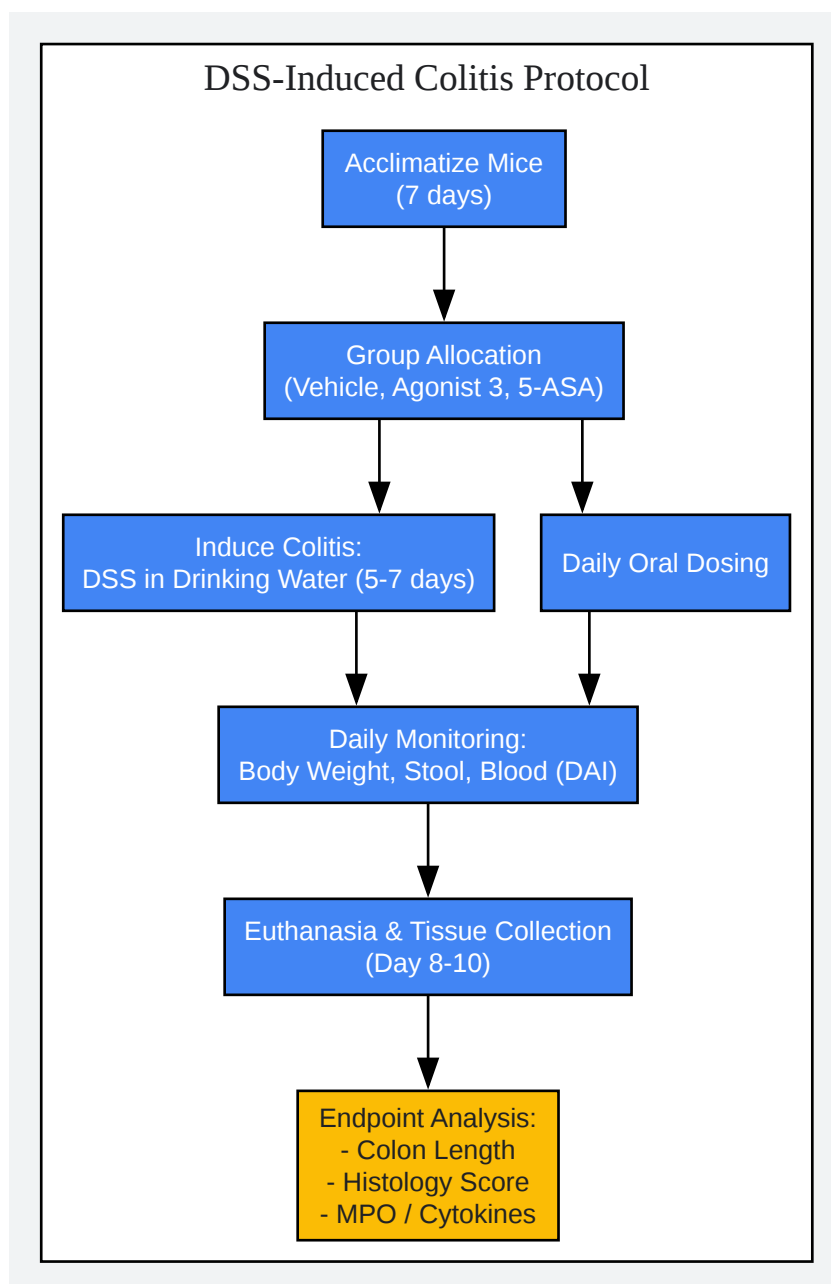 DSS-Induced Colitis Protocol
Acclimatize Mice
(7 days)
Group Allocation
(Vehicle, Agonist 3, 5-ASA)
Induce Colitis:
DSS in Drinking Water (5-7 days)
Daily Oral Dosing
Daily Monitoring:
Body Weight, Stool, Blood (DAI)
Euthanasia & Tissue Collection
(Day 8-10)
Endpoint Analysis:
- Colon Length
- Histology Score
- MPO / Cytokines